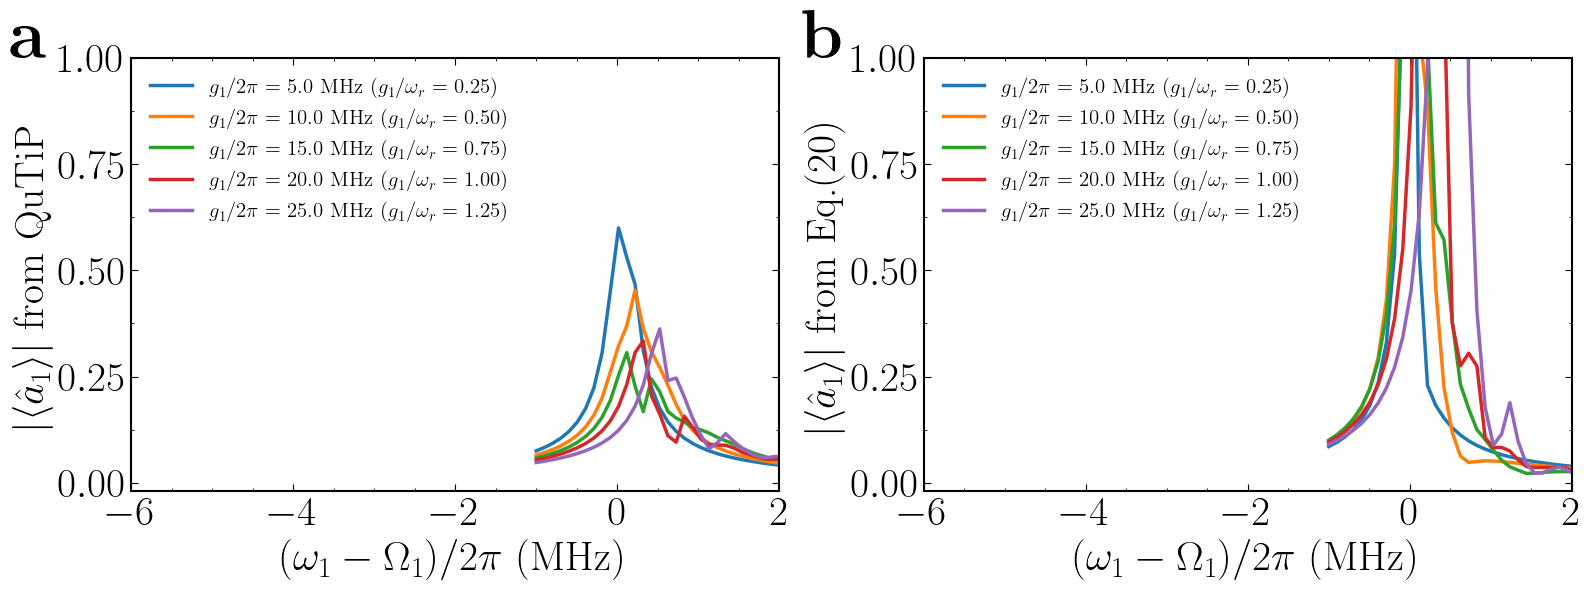 a
1.00
0.75
0.50
0.25
0.00
|⟨â₁⟩| from QuTiP
g₁/2π = 5.0 MHz (g₁/ωᵣ = 0.25)
g₁/2π = 10.0 MHz (g₁/ωᵣ = 0.50)
g₁/2π = 15.0 MHz (g₁/ωᵣ = 0.75)
g₁/2π = 20.0 MHz (g₁/ωᵣ = 1.00)
g₁/2π = 25.0 MHz (g₁/ωᵣ = 1.25)
−6 −4 −2 0 2
(ω₁ − Ω₁)/2π (MHz)
b
1.00
0.75
0.50
0.25
0.00
|⟨â₁⟩| from Eq.(20)
g₁/2π = 5.0 MHz (g₁/ωᵣ = 0.25)
g₁/2π = 10.0 MHz (g₁/ωᵣ = 0.50)
g₁/2π = 15.0 MHz (g₁/ωᵣ = 0.75)
g₁/2π = 20.0 MHz (g₁/ωᵣ = 1.00)
g₁/2π = 25.0 MHz (g₁/ωᵣ = 1.25)
−6 −4 −2 0 2
(ω₁ − Ω₁)/2π (MHz)